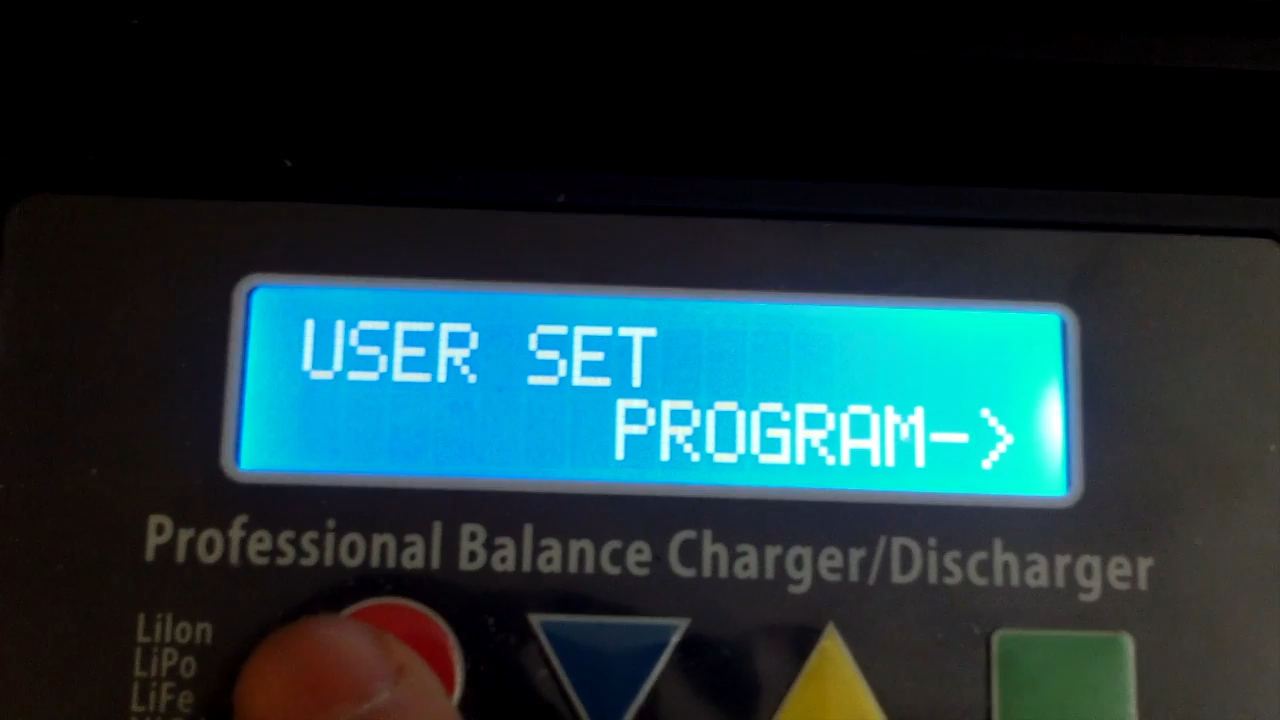 USER SET
PROGRAM->
Professional Balance Charger/Discharger
LiIon
LiPo
LiFe